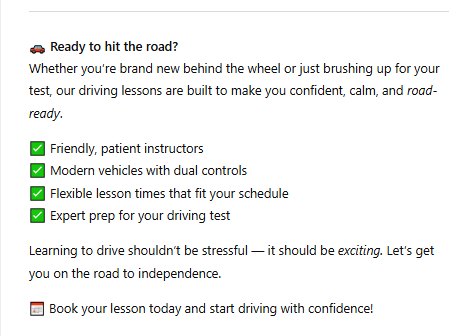 🚗 Ready to hit the road?
Whether you’re brand new behind the wheel or just brushing up for your
test, our driving lessons are built to make you confident, calm, and road-
ready.
✅ Friendly, patient instructors
✅ Modern vehicles with dual controls
✅ Flexible lesson times that fit your schedule
✅ Expert prep for your driving test
Learning to drive shouldn’t be stressful — it should be exciting. Let’s get
you on the road to independence.
📅 Book your lesson today and start driving with confidence!